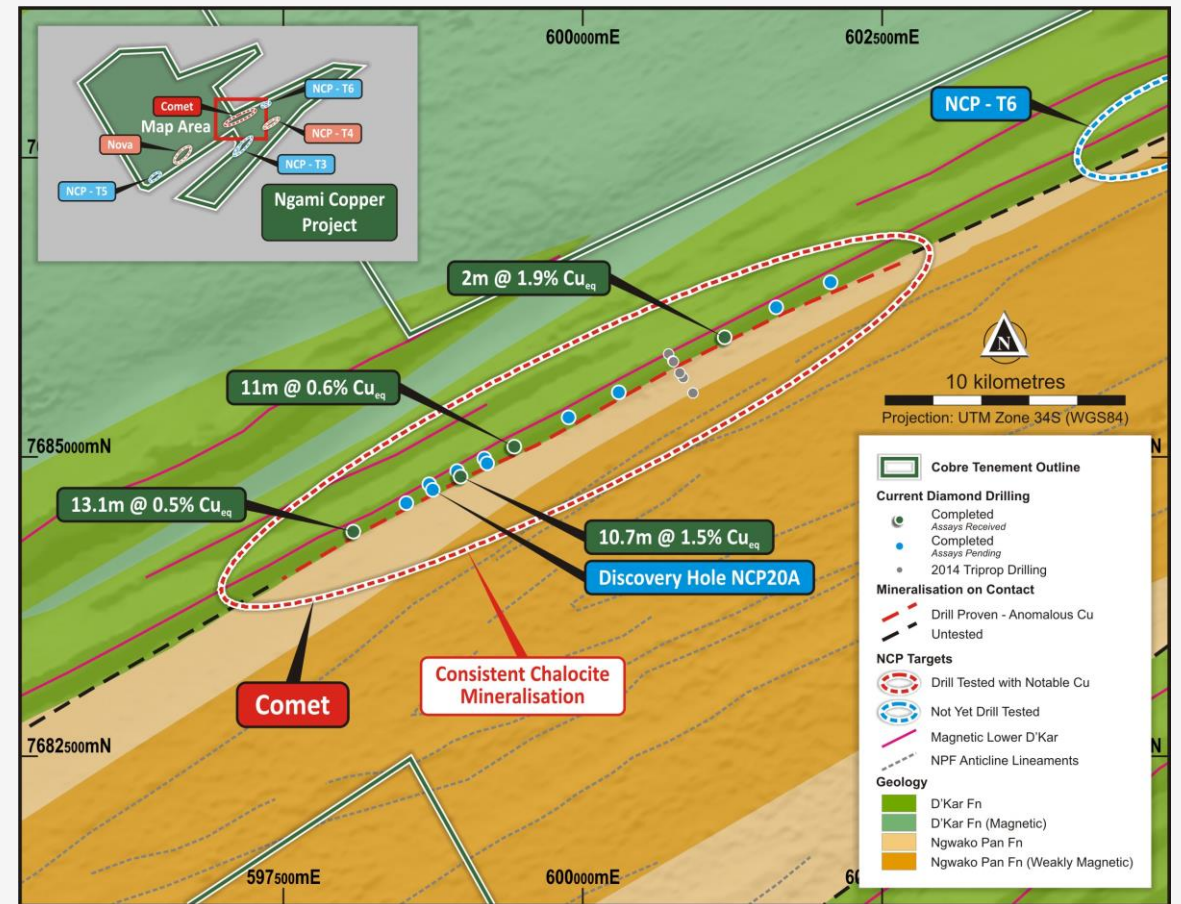 600000mE
602500mE
NCP - T6
Comet
Map Area
NCP - T4
Nova
NCP - T3
NCP - T5
Ngami Copper
Project
NCP - T6
2m @ 1.9% Cueq
11m @ 0.6% Cueq
N
10 kilometres
Projection: UTM Zone 34S (WGS84)
7685000mN
13.1m @ 0.5% Cueq
10.7m @ 1.5% Cueq
Discovery Hole NCP20A
Consistent Chalocite
Mineralisation
Comet
7682500mN
597500mE
600000mE
Cobre Tenement Outline
Current Diamond Drilling
Completed
Assays Received
Completed
Assays Pending
2014 Triprop Drilling
Mineralisation on Contact
Drill Proven - Anomalous Cu
Untested
NCP Targets
Drill Tested with Notable Cu
Not Yet Drill Tested
Magnetic Lower D'Kar
NPF Anticline Lineaments
Geology
D'Kar Fn
D'Kar Fn (Magnetic)
Ngwako Pan Fn
Ngwako Pan Fn (Weakly Magnetic)